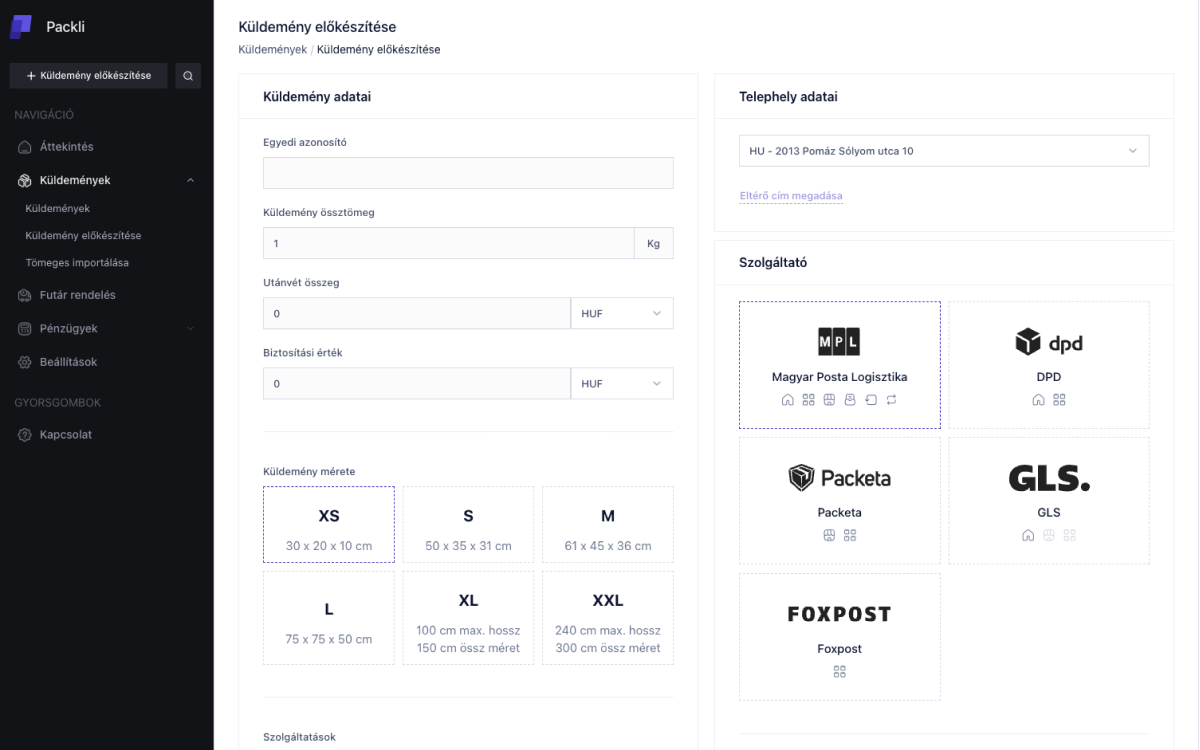 Packli
+ Küldemény előkészítése
NAVIGÁCIÓ
Áttekintés
Küldemények
Küldemények
Küldemény előkészítése
Tömeges importálása
Futár rendelés
Pénzügyek
Beállítások
GYORSGOMBOK
Kapcsolat
Küldemény előkészítése
Küldemények / Küldemény előkészítése
Küldemény adatai
Egyedi azonosító
Küldemény össztömeg
1 Kg
Utánvét összeg
0 HUF
Biztosítási érték
0 HUF
Küldemény mérete
XS
30 x 20 x 10 cm
S
50 x 35 x 31 cm
M
61 x 45 x 36 cm
L
75 x 75 x 50 cm
XL
100 cm max. hossz
150 cm össz méret
XXL
240 cm max. hossz
300 cm össz méret
Szolgáltatások
Telephely adatai
HU - 2013 Pomáz Sólyom utca 10
Eltérő cím megadása
Szolgáltató
MPL
Magyar Posta Logisztika
dpd
DPD
Packeta
Packeta
GLS.
GLS
FOXPOST
Foxpost